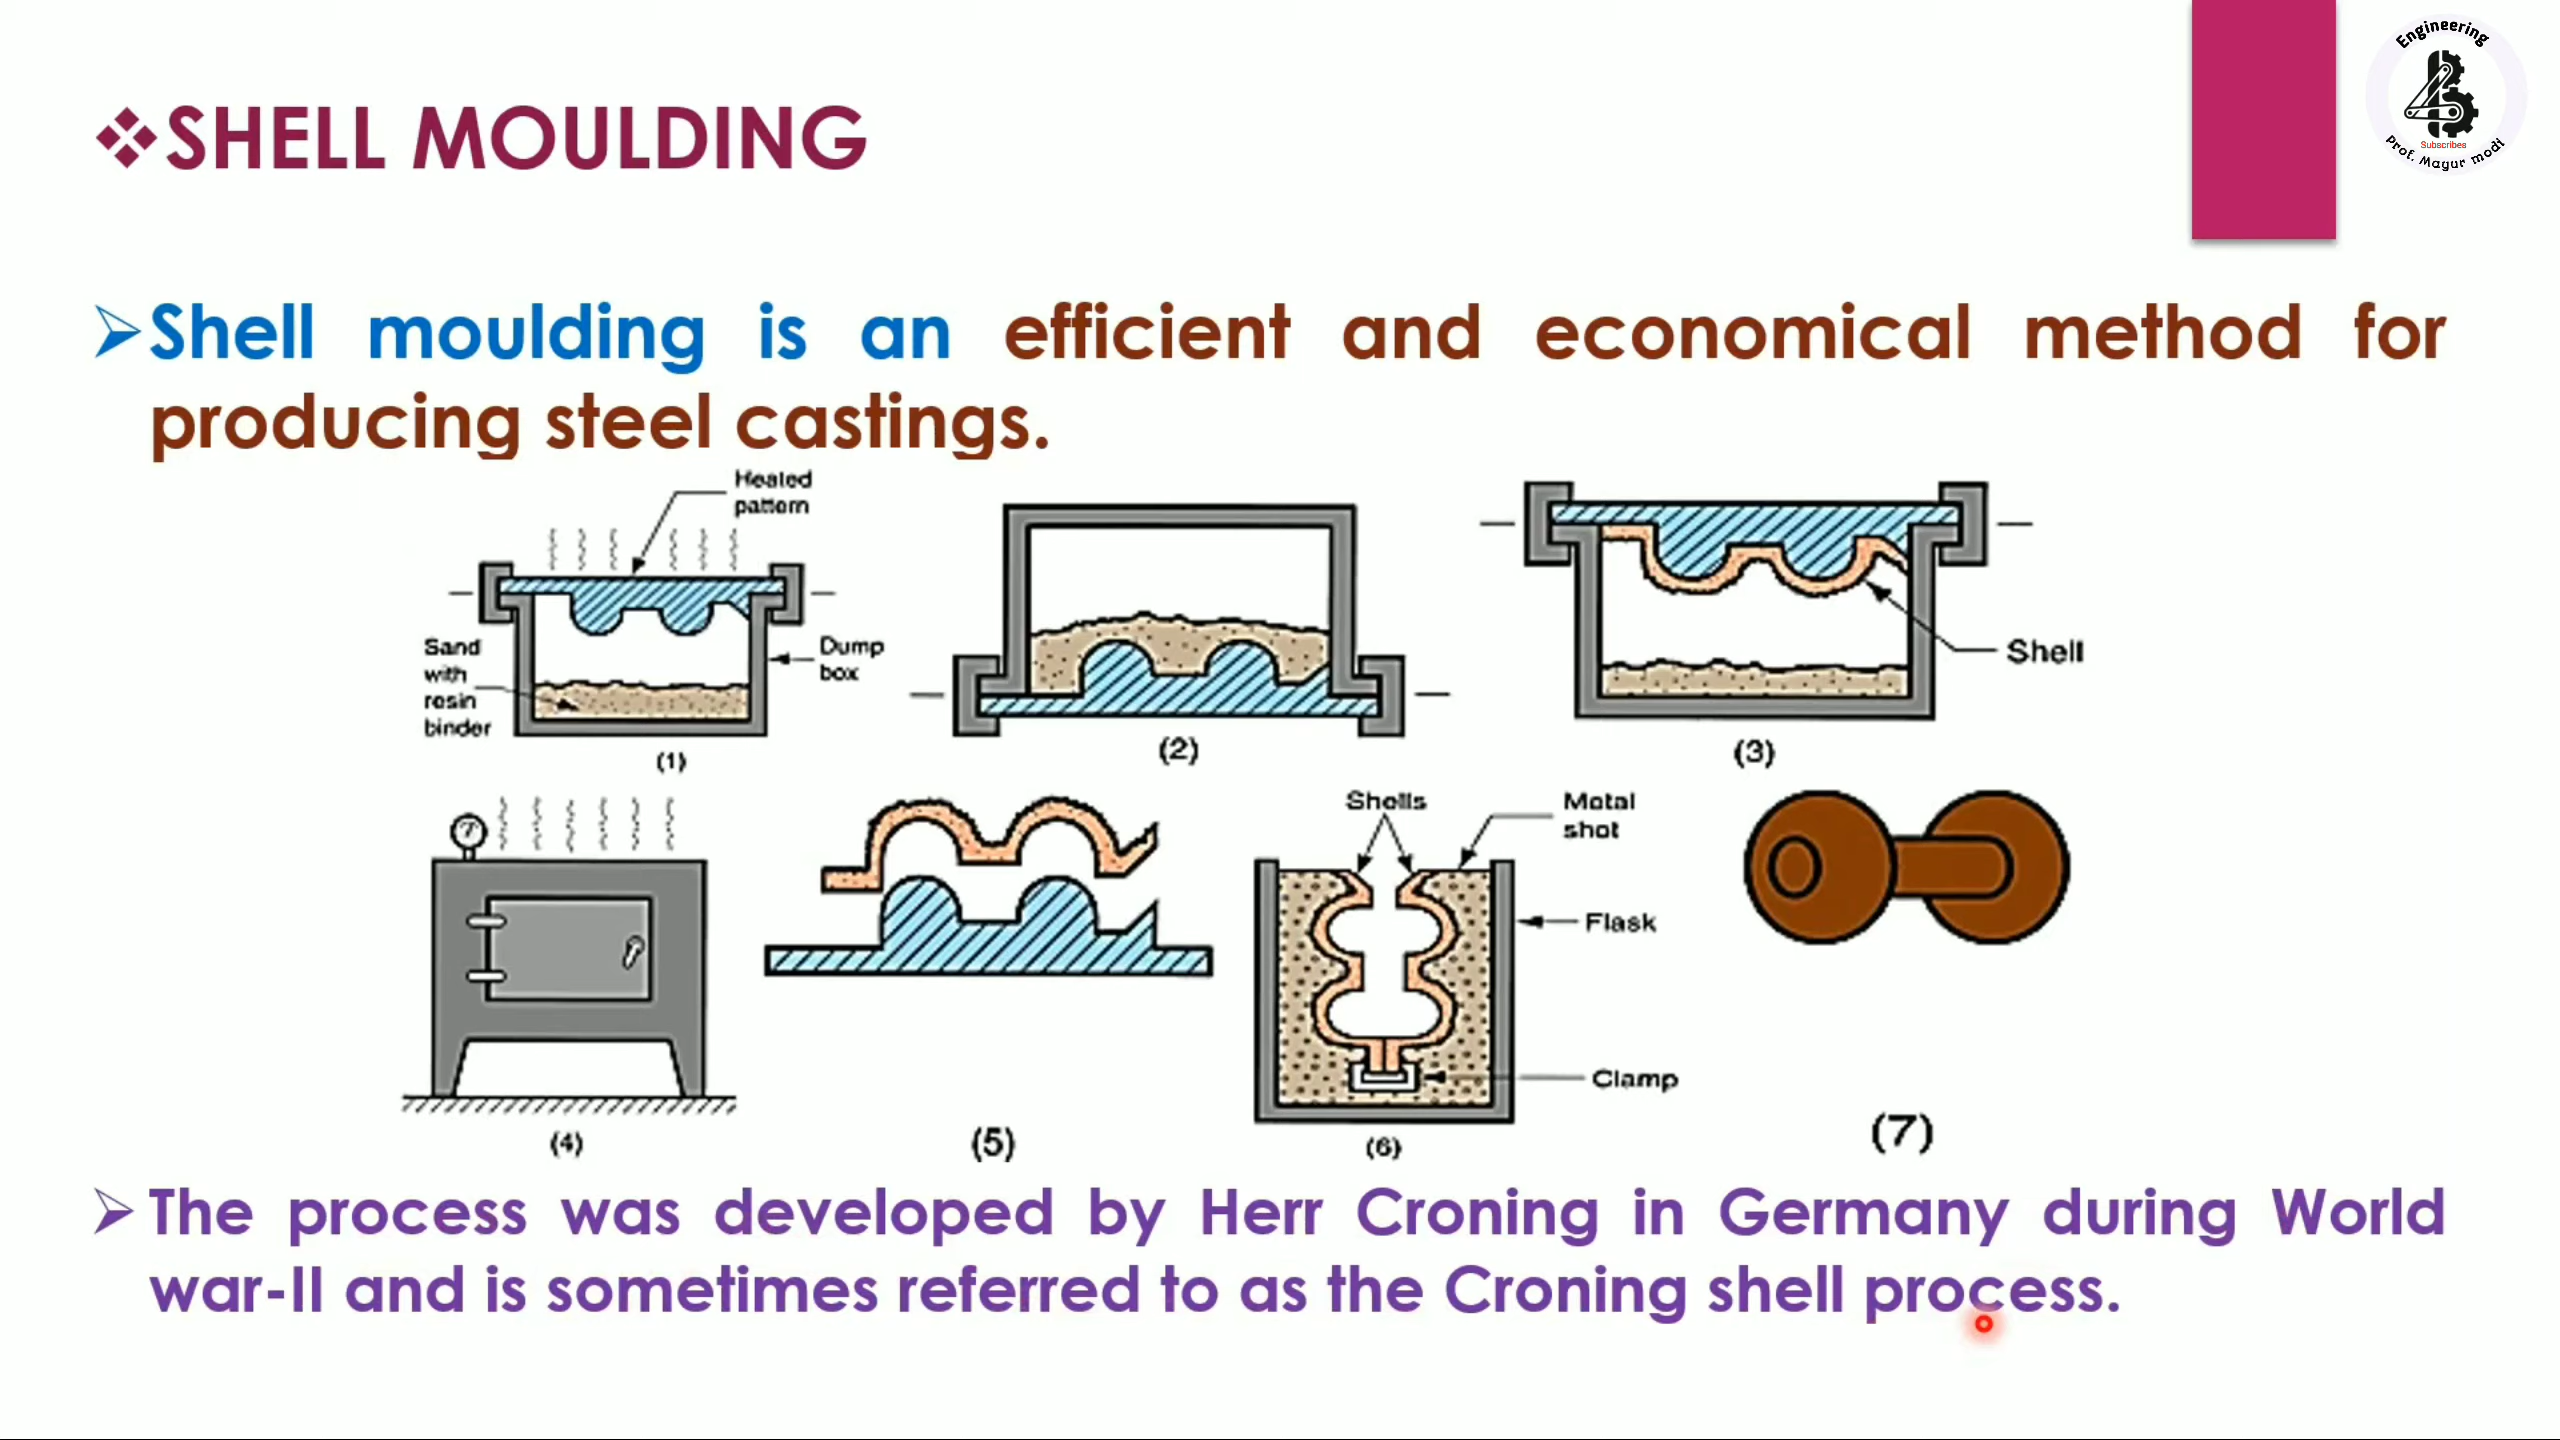 Engineering
Subscribes
Prof. Mayur modi
SHELL MOULDING
Shell moulding is an efficient and economical method for
producing steel castings.
Heated
pattern
Sand
with
resin
binder
Dump
box
(1)
(2)
Shell
(3)
T
(4)
(5)
Shells
Metal
shot
Flask
Clamp
(6)
(7)
The process was developed by Herr Croning in Germany during World
war-II and is sometimes referred to as the Croning shell process.